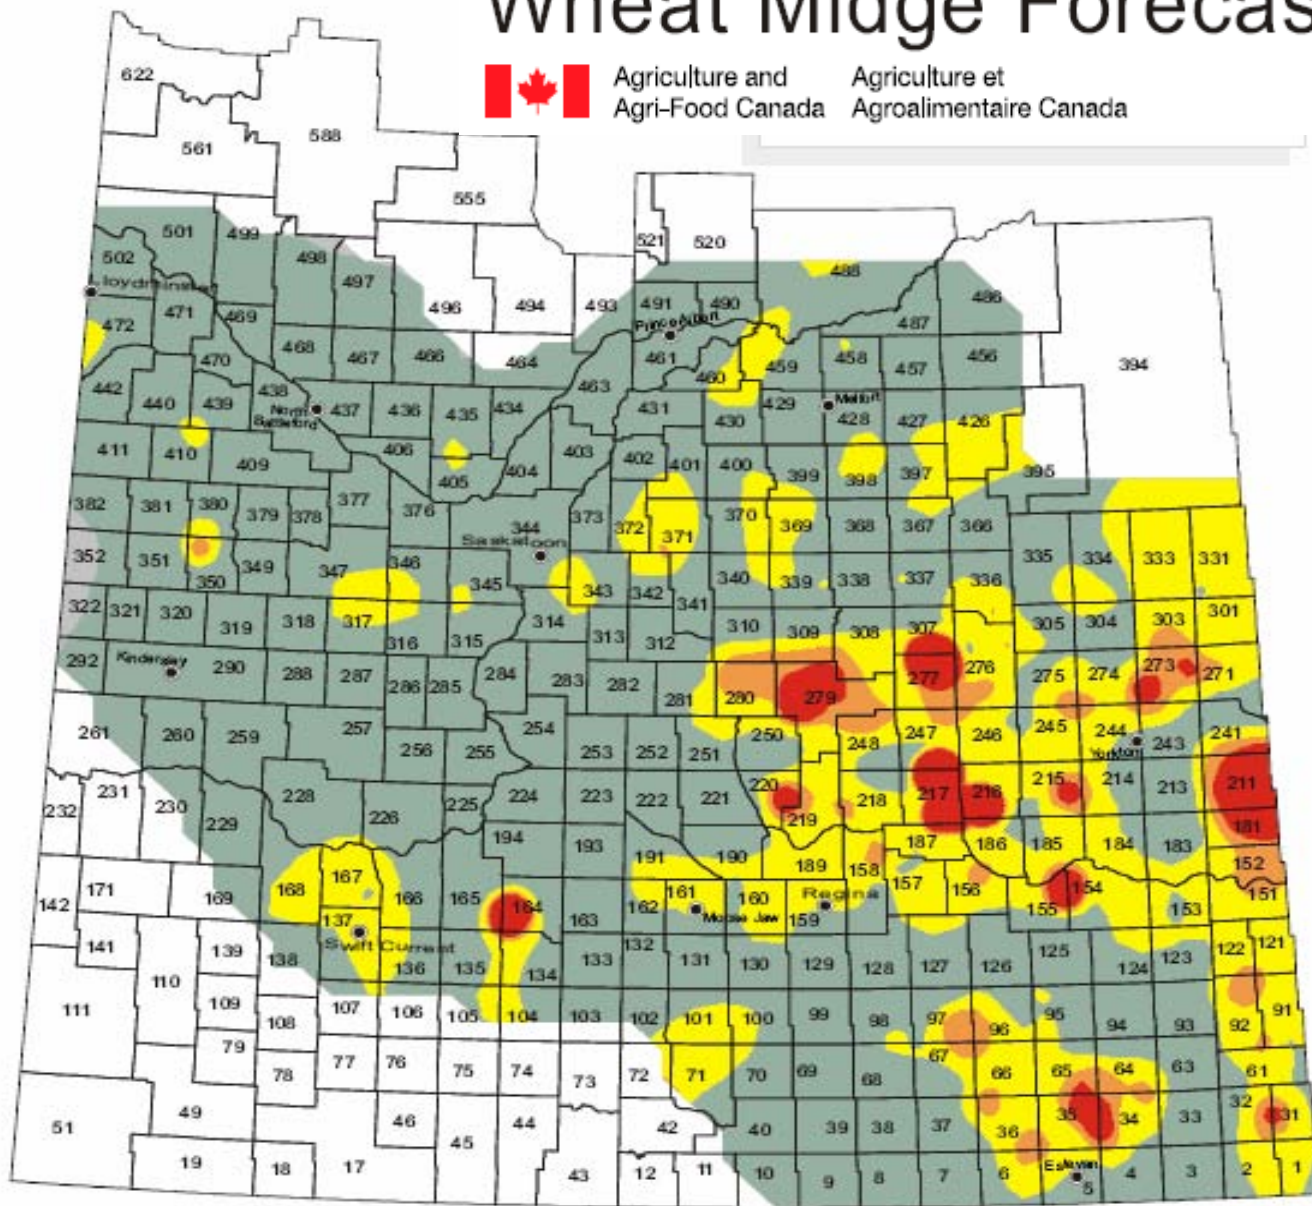 Wheat Midge Forecas
Agriculture and Agriculture et
Agri-Food Canada Agroalimentaire Canada
622
588
561
555
499
501
521 520
502 498
488
Lloydminster 497
486
496 494 493 491 490
472 471 469 487
Prince Albert
468 467 466 464 461 459 458 457 456
470 394
442 438 463 460
440 439 437 436 435 434 431 429 Melfort
North
Battleford 430 428 427 426
411 410 409 406 403 402 401 400 399 398 397 395
405 404
382 381 380 379 378 377 376 373 372 371 370 369 368 367 366
344
Saskatoon
352 351 350 349 347 346 345 343 342 340 339 338 337 336 335 334 333 331
341
322 321 320 319 318 317 316 315 314 313 312 310 309 308 307 305 304 303 301
292 Kindersley 290 288 287 286 285 284 283 282 281 280 279 277 276 275 274 273 271
261 260 259 257 256 255 254 253 252 251 250 248 247 246 245 244 243 241
Yorkton
232 231 230 229 228 226 225 224 223 222 221 220 219 218 217 216 215 214 213 211
194 193 191 190 189 187 186 185 184 183 181
158 152
142 171 169 168 167 166 165 164 163 162 161 160 159 157 156 155 154 153 151
Moose Jaw Regina
137
Swift Current
141 139 138 136 135 134 133 132 131 130 129 128 127 126 125 124 123 122 121
111 110 109 108 107 106 105 104 103 102 101 100 99 98 97 96 95 94 93 92 91
79 78 77 76 75 74 73 72 71 70 69 68 67 66 65 64 63 61
51 49 46 45 44 42 40 39 38 37 36 35 34 33 32 31
19 18 17 43 12 11 10 9 8 7 6 Estevan 5 4 3 2 1